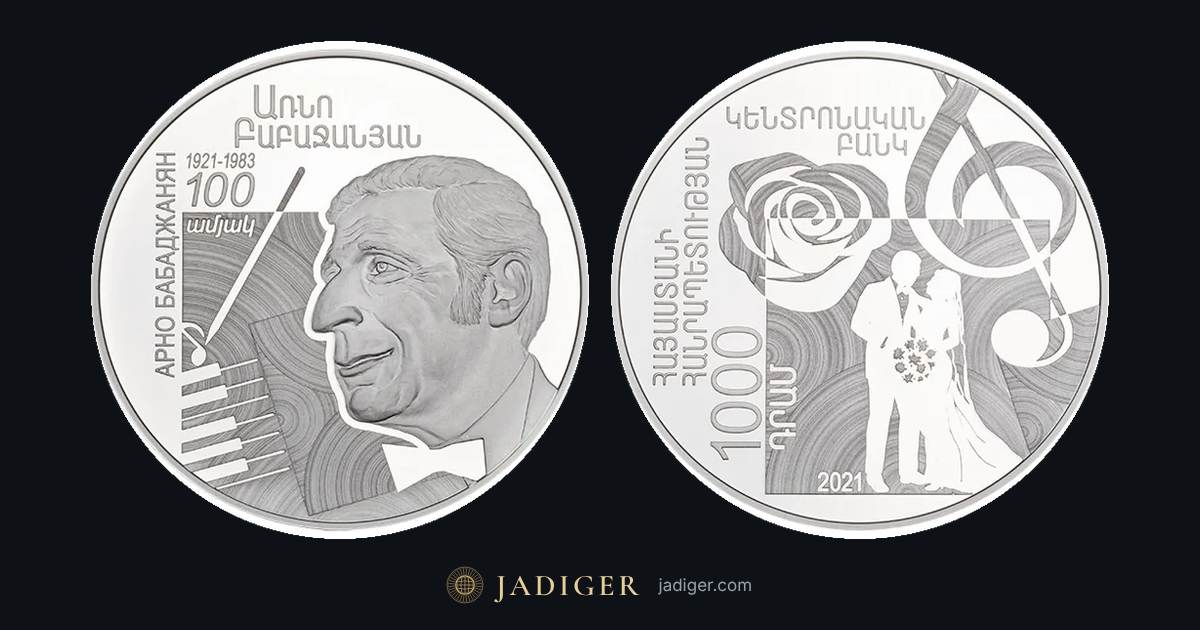 Առնո
Բաբաջանյան
1921-1983
100
ամյակ
АРНО БАБАДЖАНЯН
ԿԵՆՏՐՈՆԱԿԱՆ
ԲԱՆԿ
ՀԱՅԱՍՏԱՆԻ
ՀԱՆՐԱՊԵՏՈՒԹՅԱՆ
1000
ԴՐԱՄ
2021
JADIGER jadiger.com